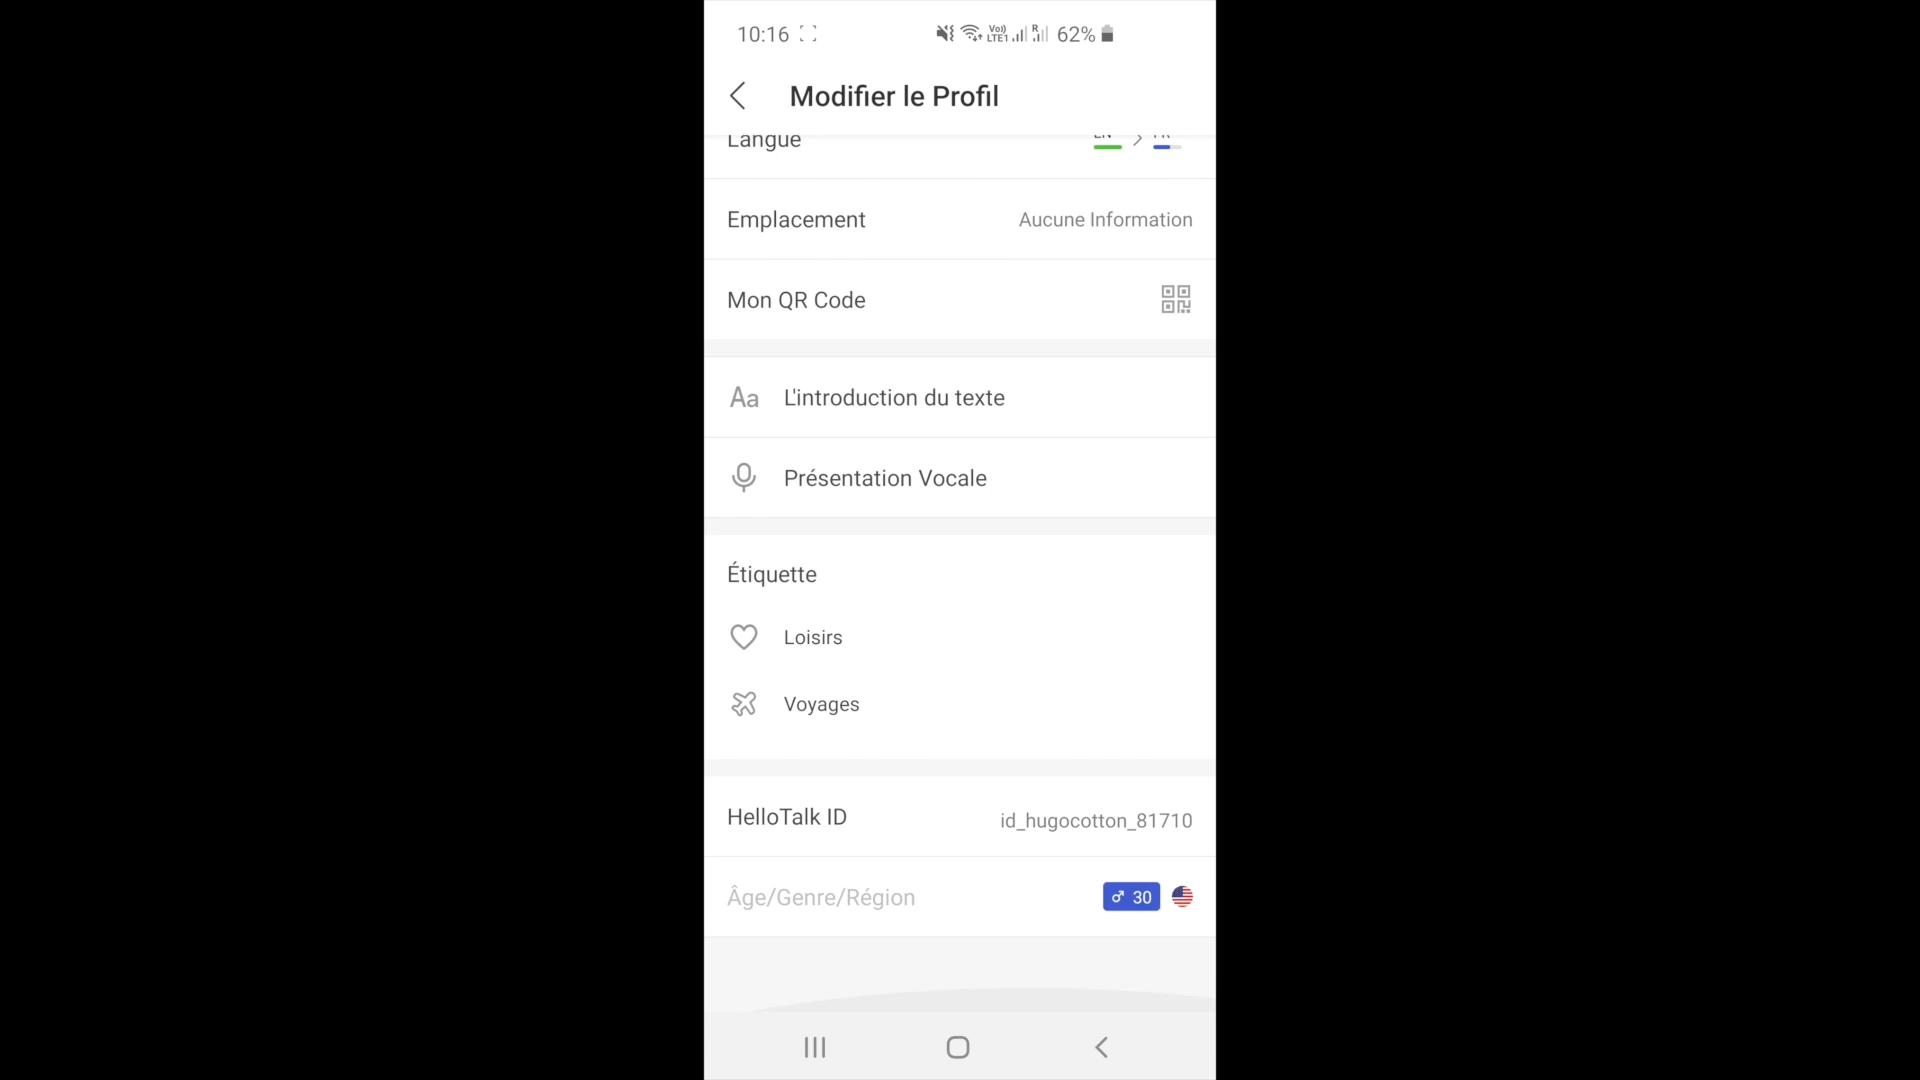 10:16 62%
Modifier le Profil
Langue
Emplacement Aucune Information
Mon QR Code
Aa L'introduction du texte
Présentation Vocale
Étiquette
Loisirs
Voyages
HelloTalk ID id_hugocotton_81710
Âge/Genre/Région 30